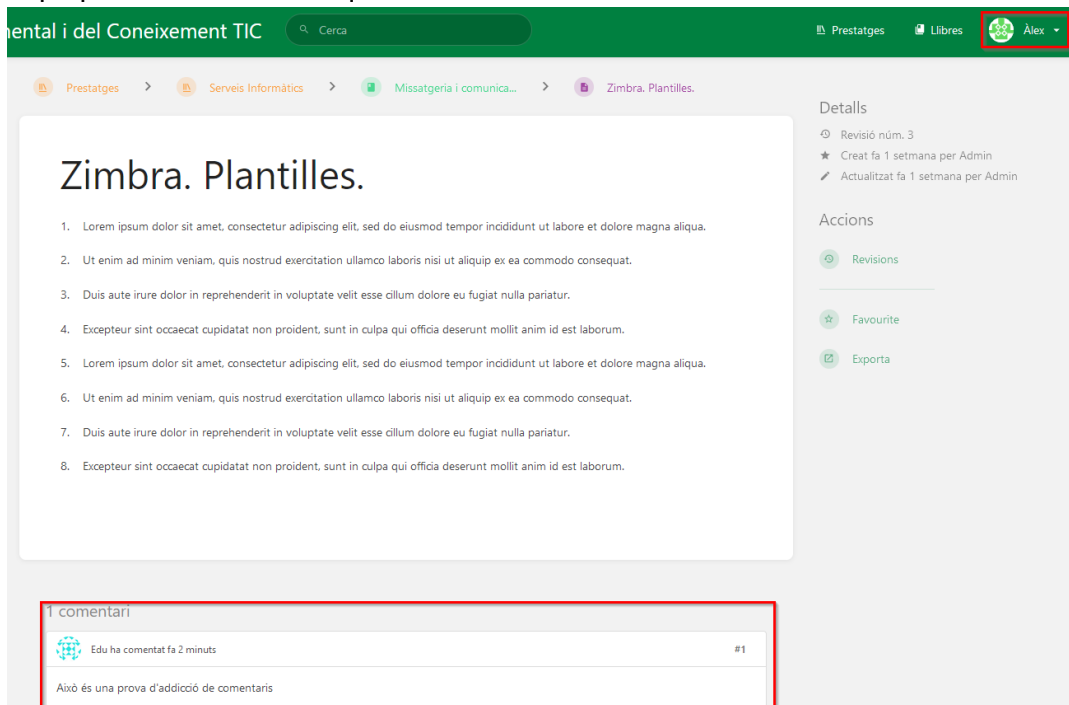 mental i del Coneixement TIC
Cerca
Prestatges
Llibres
Àlex
Prestatges > Serveis Informàtics > Missatgeria i comunica... > Zimbra. Plantilles.
Zimbra. Plantilles.
1. Lorem ipsum dolor sit amet, consectetur adipiscing elit, sed do eiusmod tempor incididunt ut labore et dolore magna aliqua.
2. Ut enim ad minim veniam, quis nostrud exercitation ullamco laboris nisi ut aliquip ex ea commodo consequat.
3. Duis aute irure dolor in reprehenderit in voluptate velit esse cillum dolore eu fugiat nulla pariatur.
4. Excepteur sint occaecat cupidatat non proident, sunt in culpa qui officia deserunt mollit anim id est laborum.
5. Lorem ipsum dolor sit amet, consectetur adipiscing elit, sed do eiusmod tempor incididunt ut labore et dolore magna aliqua.
6. Ut enim ad minim veniam, quis nostrud exercitation ullamco laboris nisi ut aliquip ex ea commodo consequat.
7. Duis aute irure dolor in reprehenderit in voluptate velit esse cillum dolore eu fugiat nulla pariatur.
8. Excepteur sint occaecat cupidatat non proident, sunt in culpa qui officia deserunt mollit anim id est laborum.
Detalls
Revisió núm. 3
Creat fa 1 setmana per Admin
Actualitzat fa 1 setmana per Admin
Accions
Revisions
Favourite
Exporta
1 comentari
Edu ha comentat fa 2 minuts
#1
Això és una prova d'addicció de comentaris